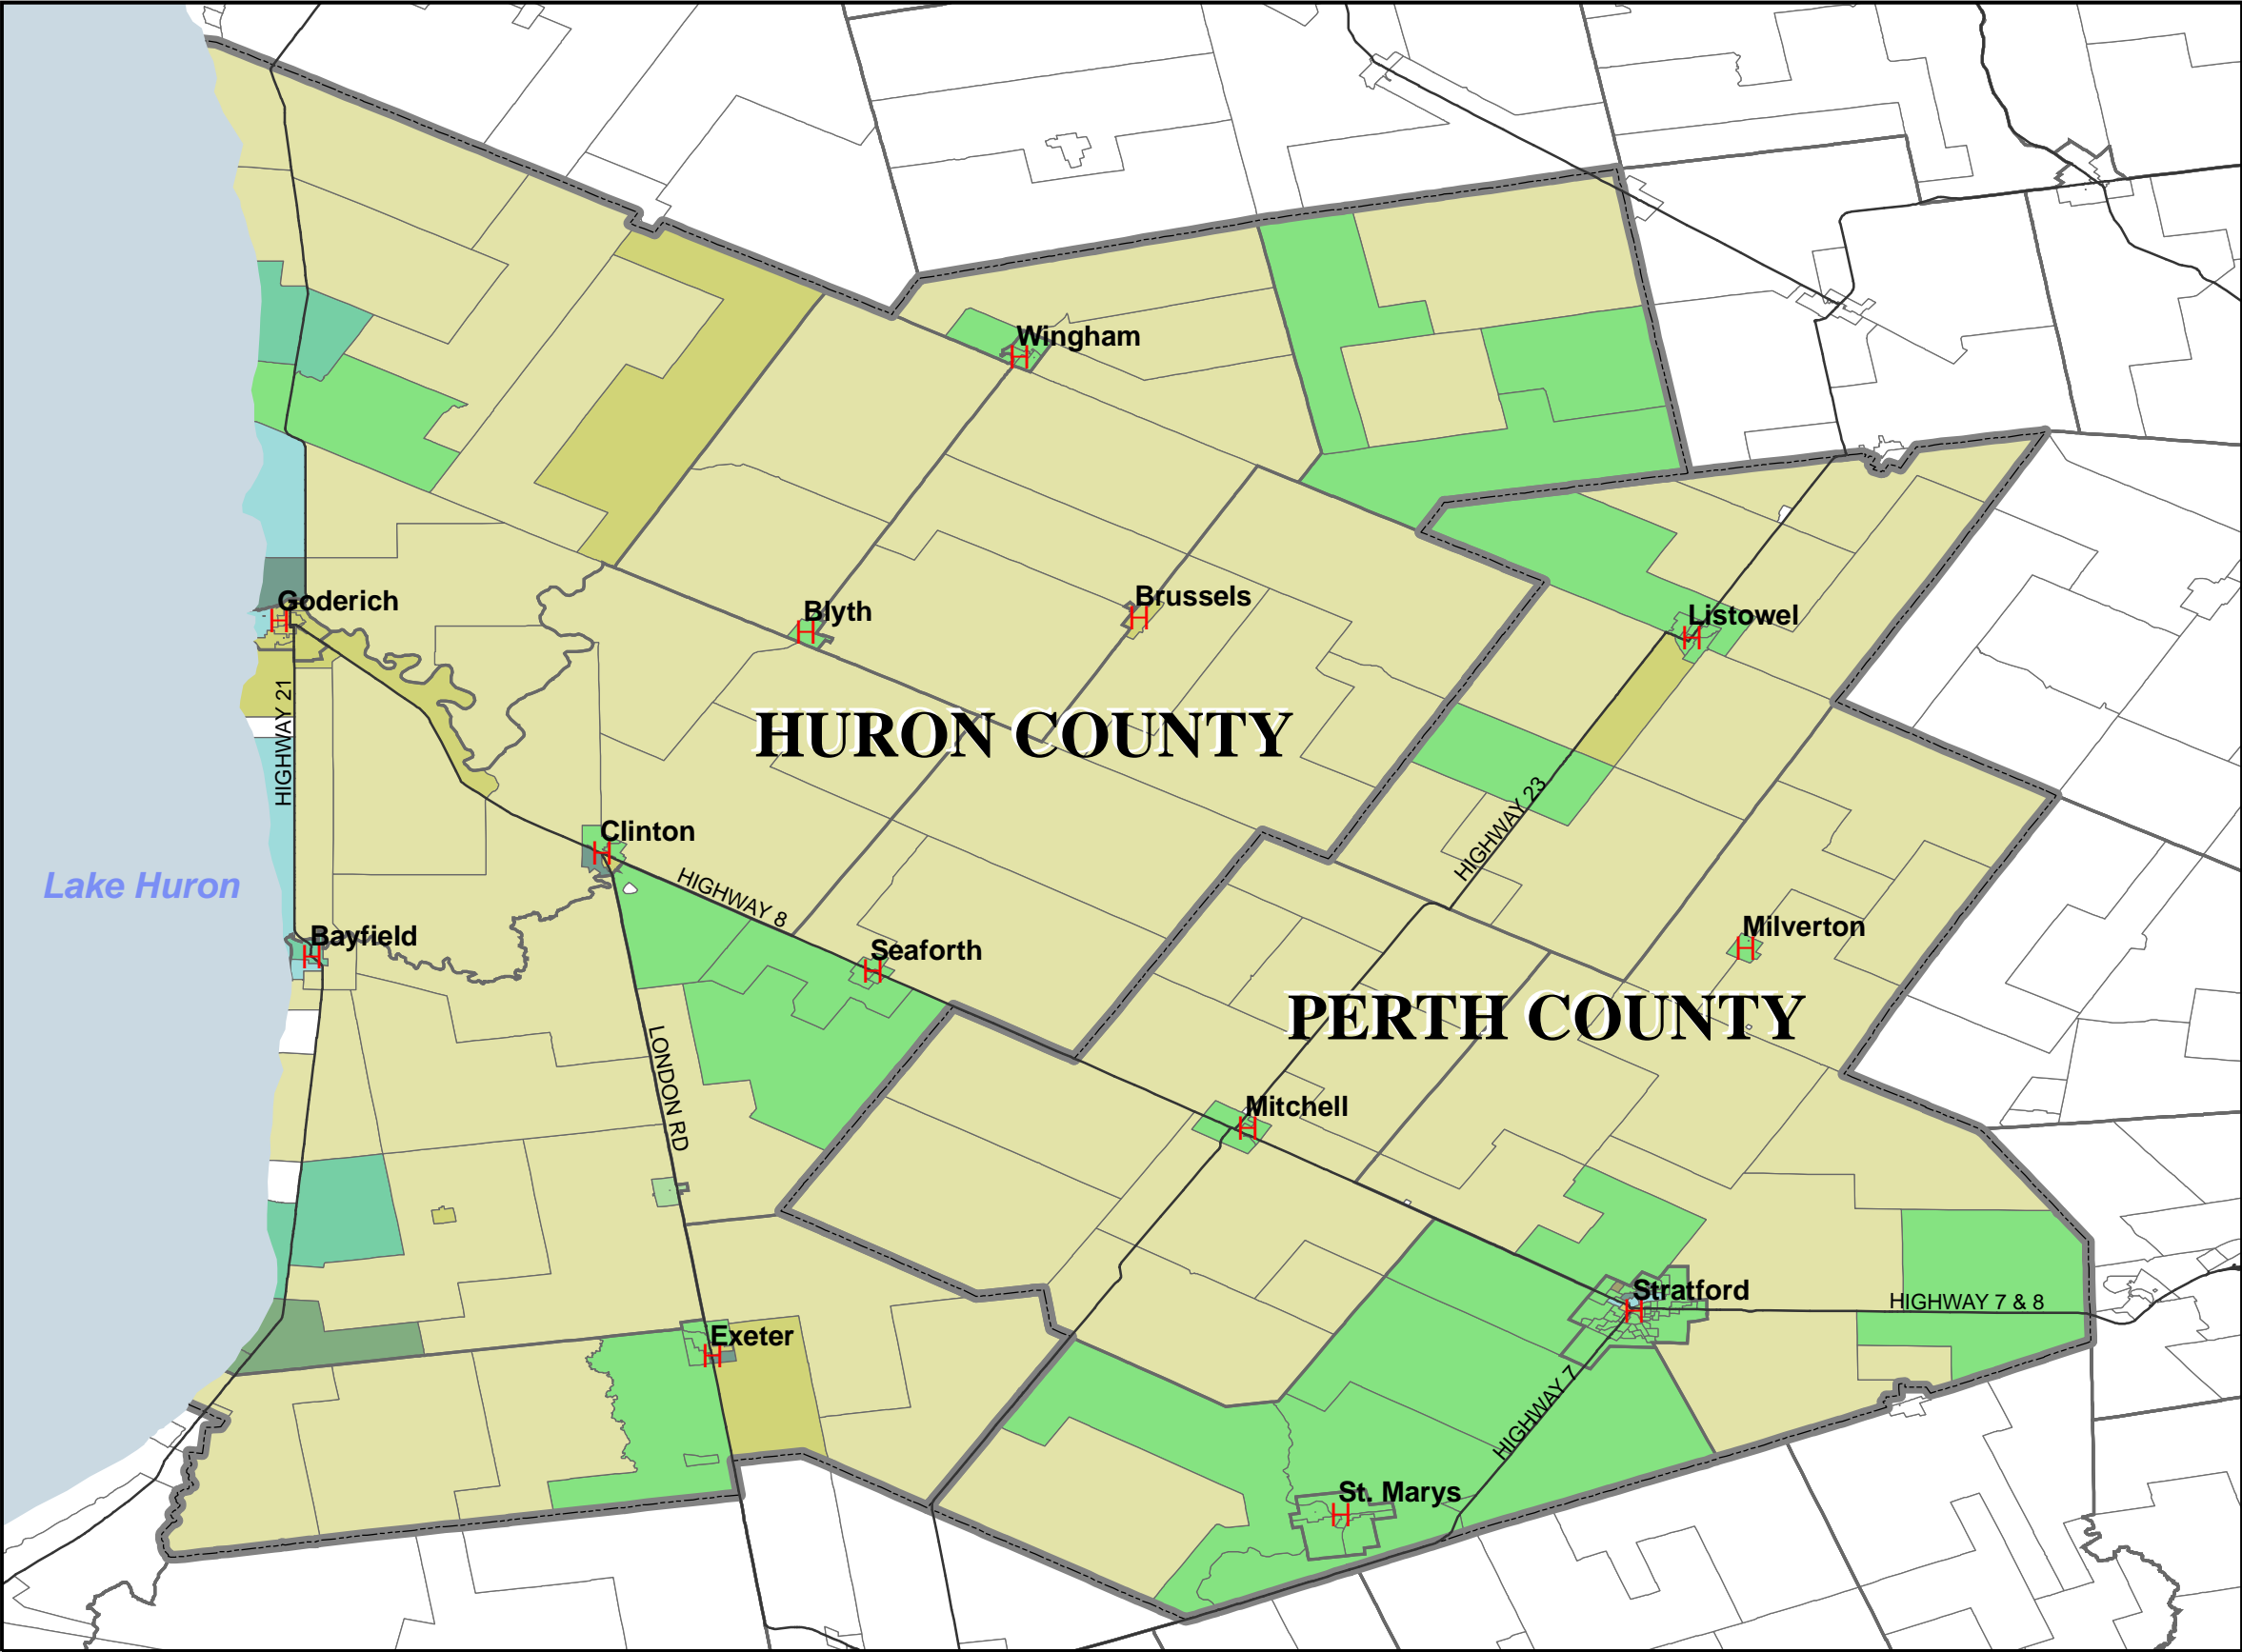 Wingham
H
Goderich
H
Blyth
H
Brussels
H
Listowel
H
HURON COUNTY
HIGHWAY 21
HIGHWAY 23
Clinton
H
Lake Huron
HIGHWAY 8
Bayfield
H
Seaforth
H
Milverton
H
PERTH COUNTY
LONDON RD
Mitchell
H
Stratford
H
HIGHWAY 7 & 8
Exeter
H
HIGHWAY 7
St. Marys
H